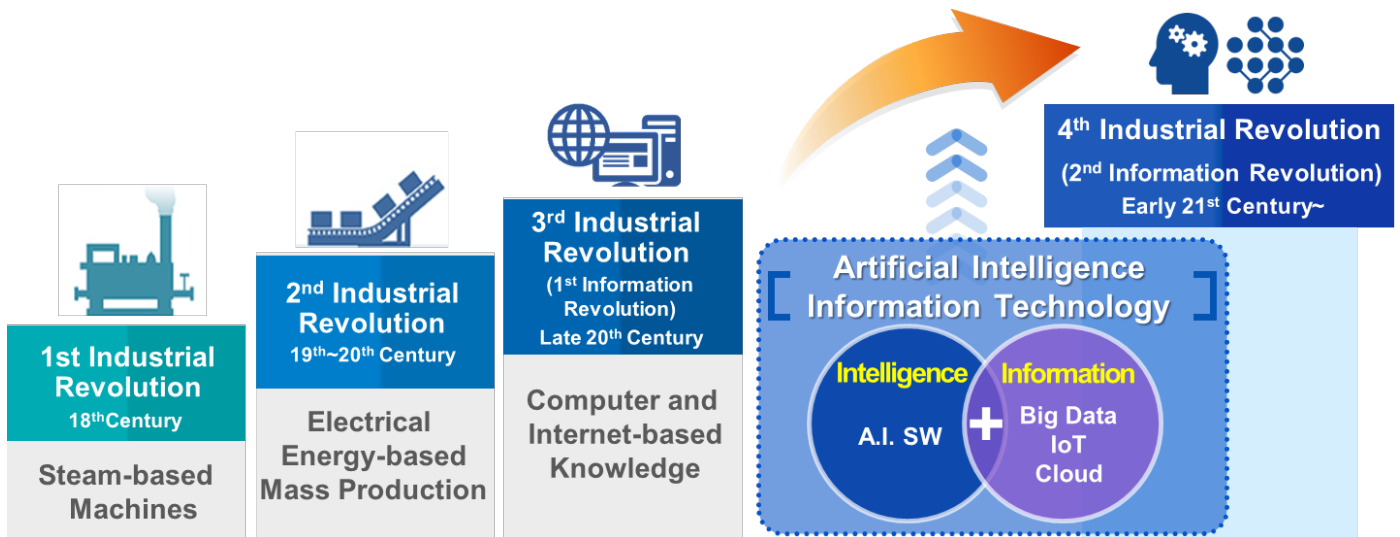 1st Industrial
Revolution
18thCentury
Steam-based
Machines
2nd Industrial
Revolution
19th~20th Century
Electrical
Energy-based
Mass Production
3rd Industrial
Revolution
(1st Information
Revolution)
Late 20th Century
Computer and
Internet-based
Knowledge
Artificial Intelligence
Information Technology
Intelligence
A.I. SW
+
Information
Big Data
IoT
Cloud
4th Industrial Revolution
(2nd Information Revolution)
Early 21st Century~